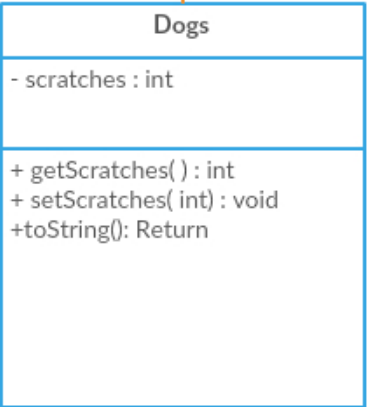 Dogs
- scratches : int
+ getScratches( ) : int
+ setScratches( int) : void
+toString(): Return